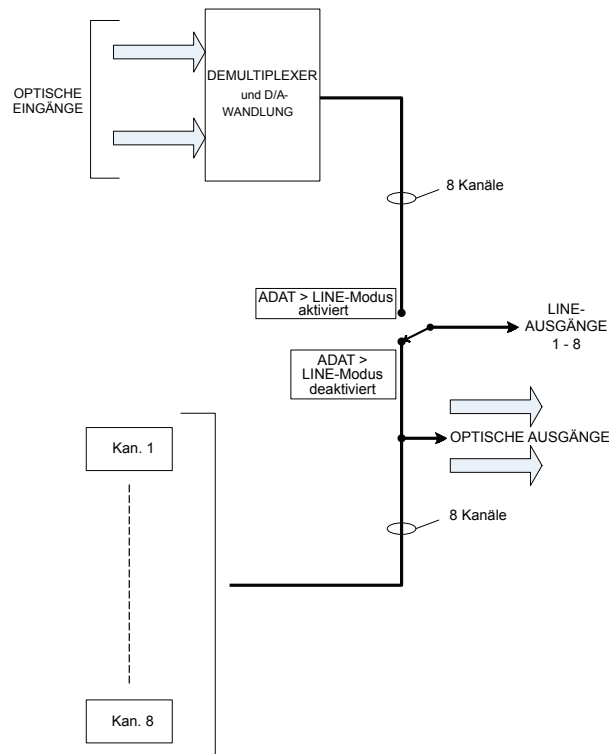 OPTISCHE
EINGÄNGE
DEMULTIPLEXER
und D/A-
WANDLUNG
8 Kanäle
ADAT > LINE-Modus
aktiviert
LINE-
AUSGÄNGE
1 - 8
ADAT >
LINE-Modus
deaktiviert
OPTISCHE AUSGÄNGE
Kan. 1
8 Kanäle
Kan. 8